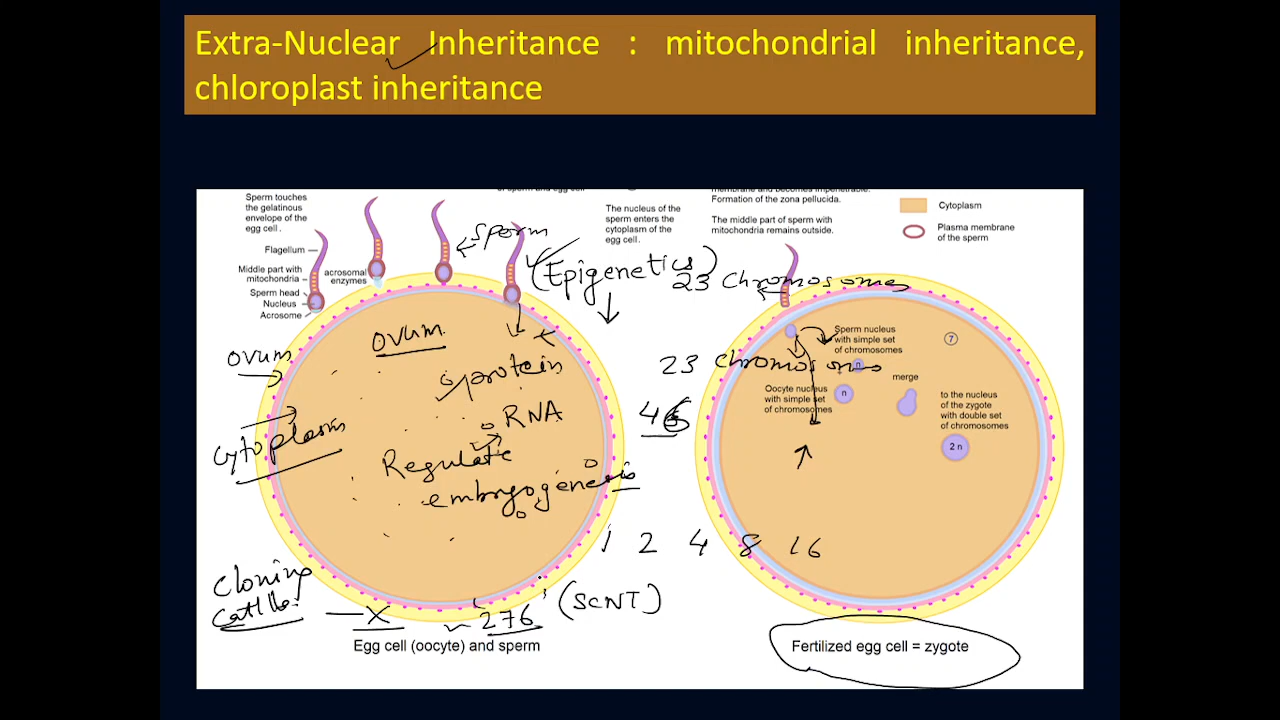 Extra-Nuclear Inheritance : mitochondrial inheritance,
chloroplast inheritance
Sperm touches
the gelatinous
envelope of the
egg cell.
Flagellum
Middle part with
mitochondria
Sperm head
Nucleus
Acrosome
acrosomal
enzymes
Sperm
The nucleus of the
sperm enters the
cytoplasm of the
egg cell.
Formation of the zona pellucida.
The middle part of sperm with
mitochondria remains outside.
Cytoplasm
Plasma membrane
of the sperm
(Epigenetics)
23 Chromosomes
23 chromosomes
46
ovum
ovum
cytoplasm
protein
RNA
Regulate
embryogenesis
Sperm nucleus
with simple set
of chromosomes
n
7
Oocyte nucleus
with simple set
of chromosomes
n
merge
to the nucleus
of the zygote
with double set
of chromosomes
2 n
1 2 4 8 16
Cloning
X
276
(SCNT)
Egg cell (oocyte) and sperm
Fertilized egg cell = zygote